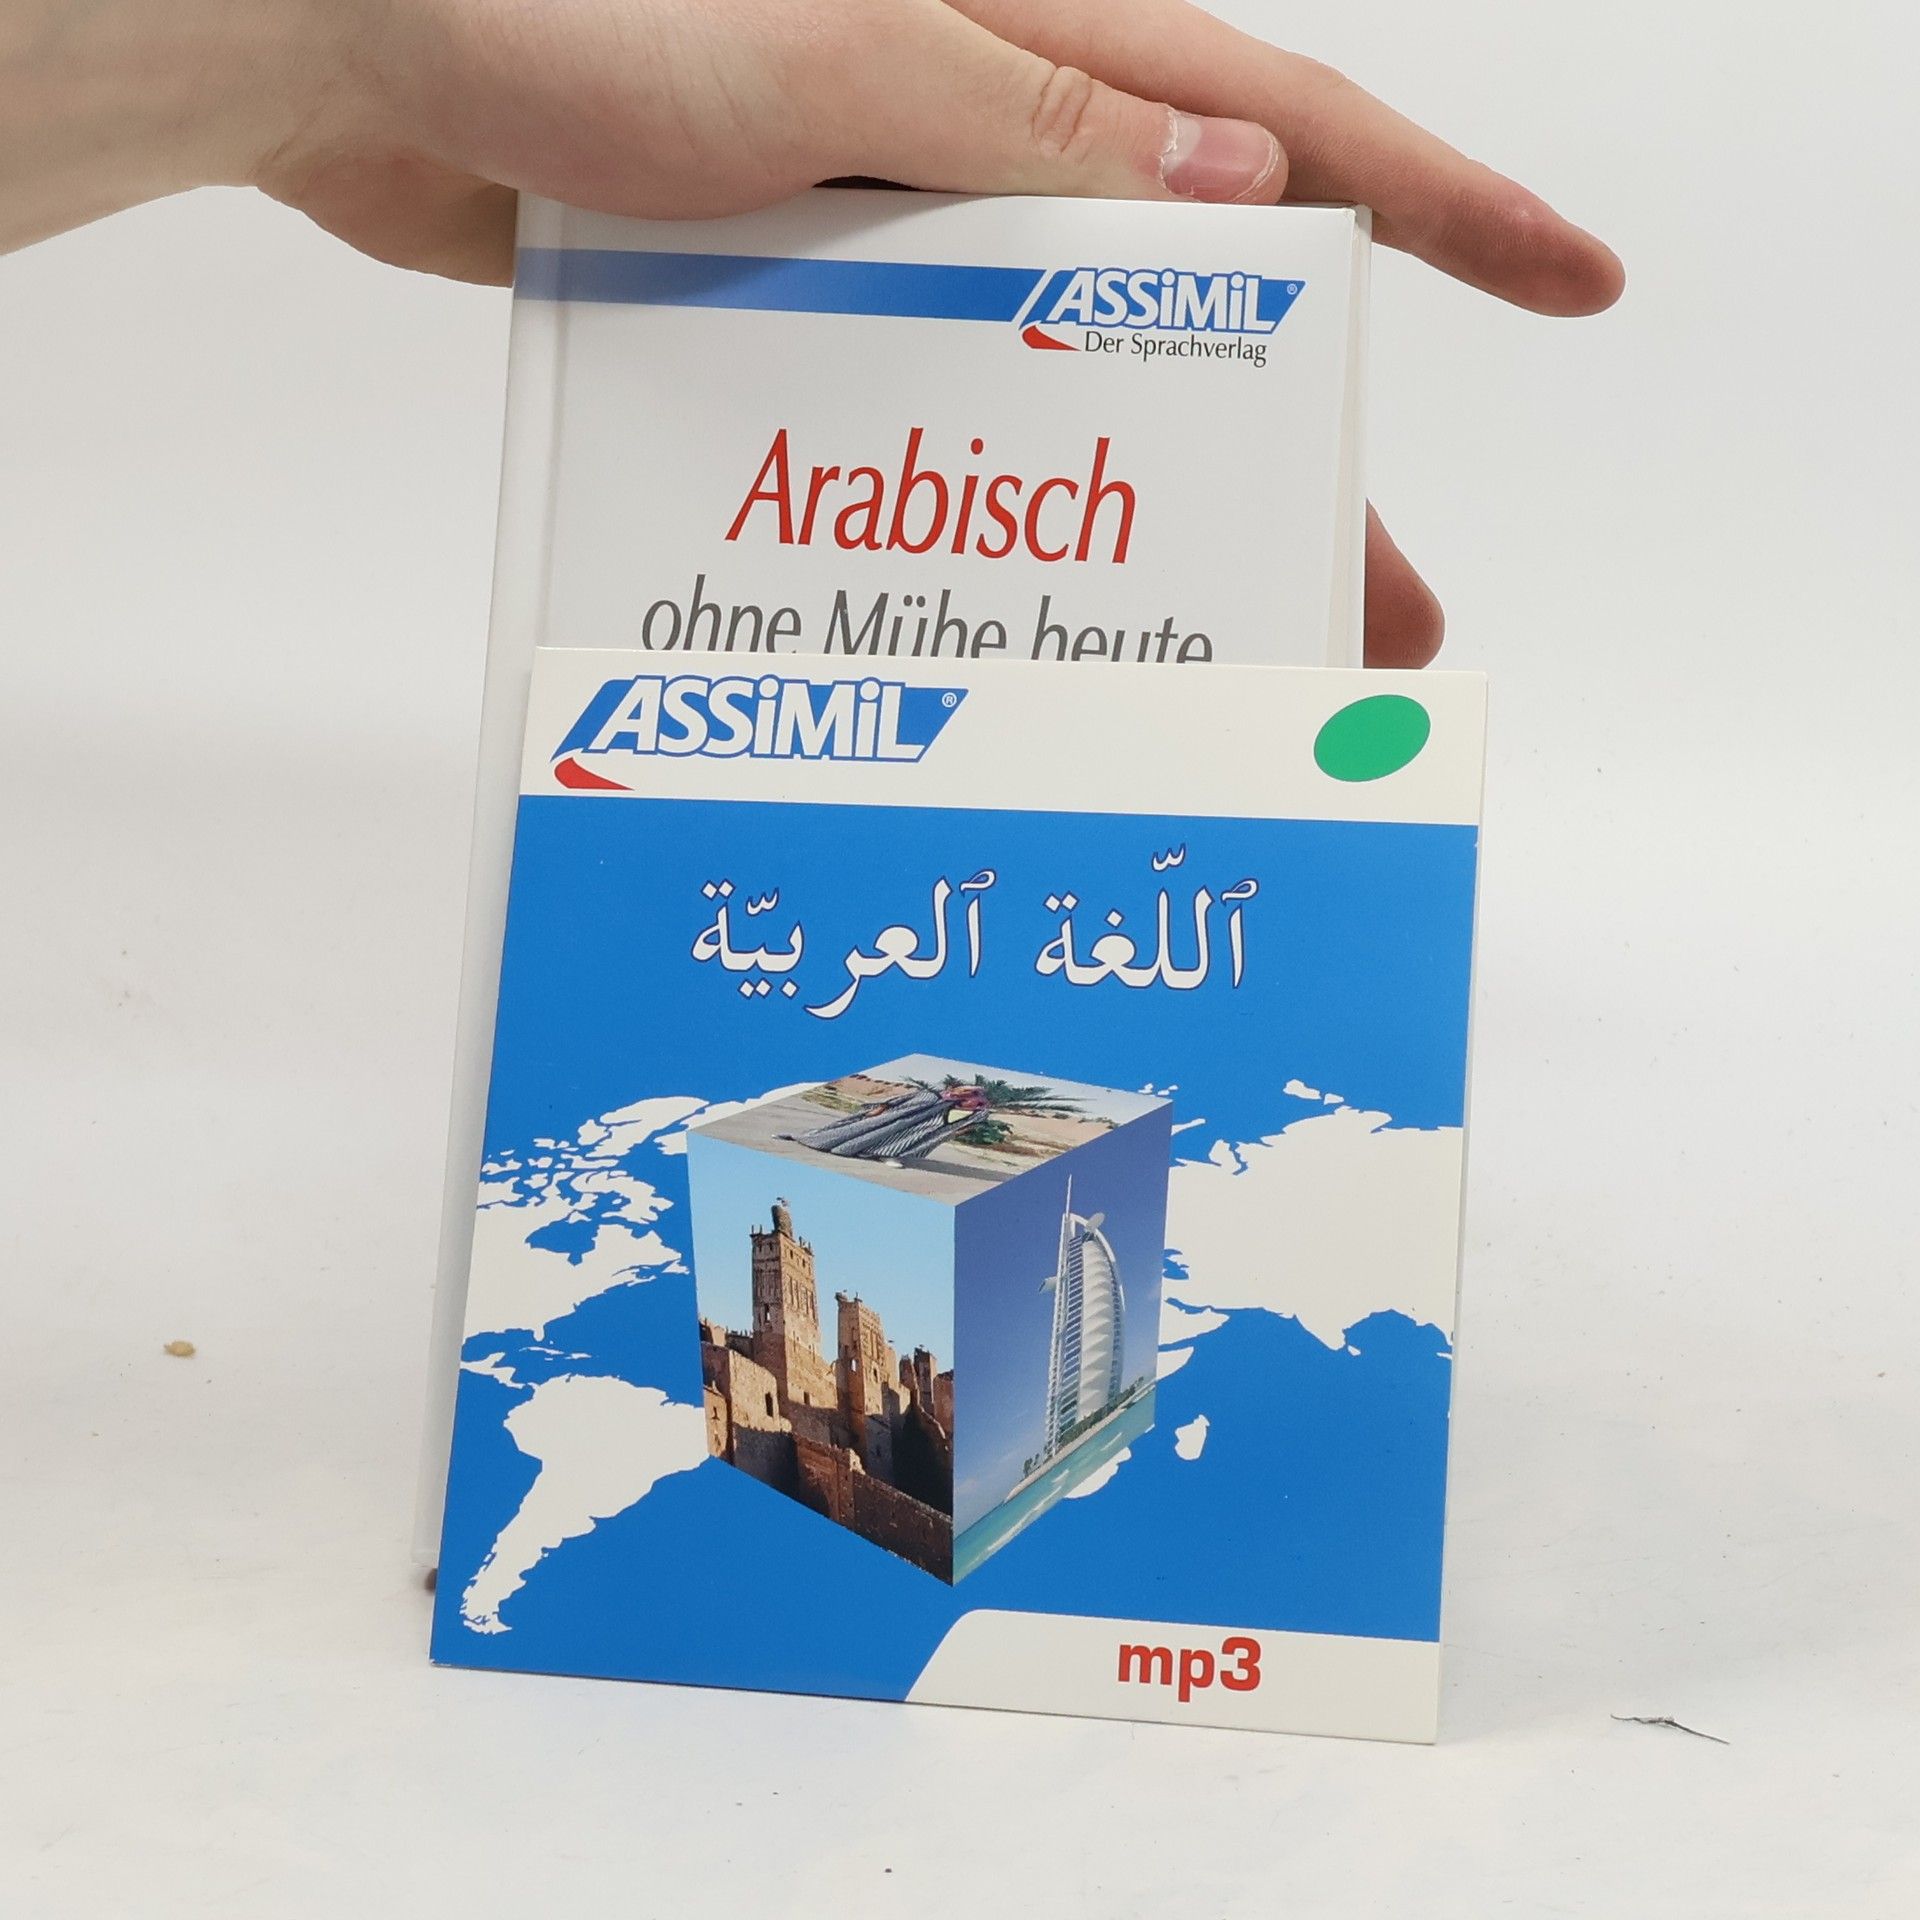 ASSiMiL®
Der Sprachverlag
Arabisch
ohne Mühe heute
ASSiMiL®
ٱللّغة ٱلعربيّة
mp3